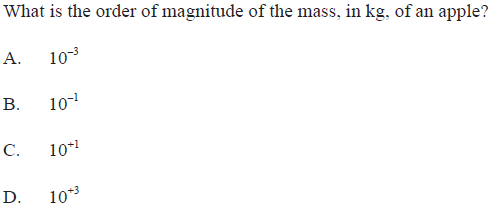 What is the order of magnitude of the mass, in kg, of an apple?
A. 10⁻³
B. 10⁻¹
C. 10⁺¹
D. 10⁺³